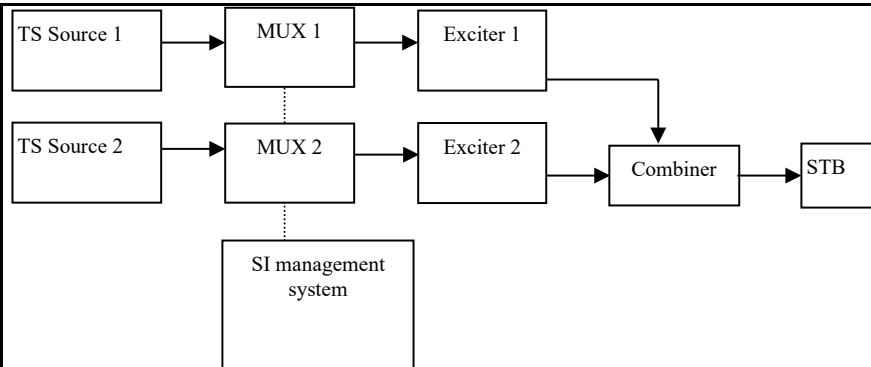 TS Source 1
MUX 1
Exciter 1
TS Source 2
MUX 2
Exciter 2
Combiner
STB
SI management
system